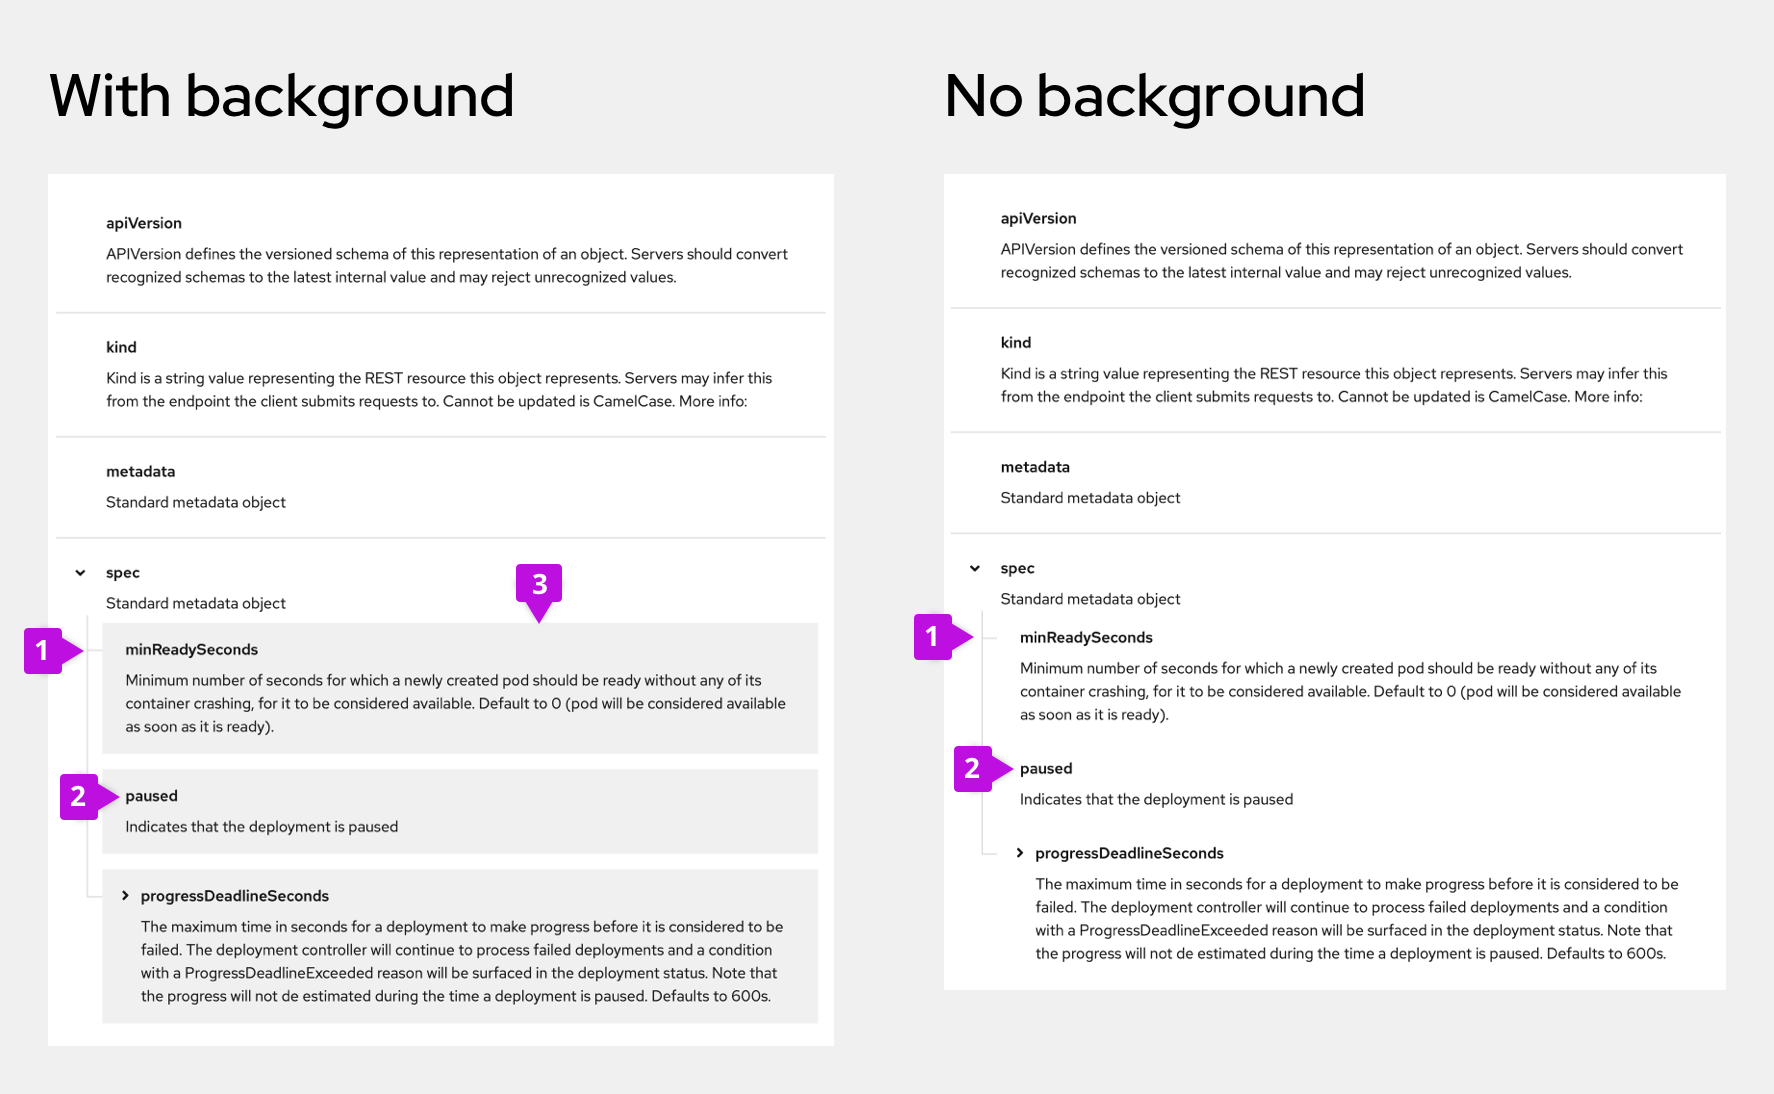 With background
apiVersion
APIVersion defines the versioned schema of this representation of an object. Servers should convert
recognized schemas to the latest internal value and may reject unrecognized values.
kind
Kind is a string value representing the REST resource this object represents. Servers may infer this
from the endpoint the client submits requests to. Cannot be updated is CamelCase. More info:
metadata
Standard metadata object
spec
Standard metadata object
3
1
minReadySeconds
Minimum number of seconds for which a newly created pod should be ready without any of its
container crashing, for it to be considered available. Default to 0 (pod will be considered available
as soon as it is ready).
2
paused
Indicates that the deployment is paused
progressDeadlineSeconds
The maximum time in seconds for a deployment to make progress before it is considered to be
failed. The deployment controller will continue to process failed deployments and a condition
with a ProgressDeadlineExceeded reason will be surfaced in the deployment status. Note that
the progress will not de estimated during the time a deployment is paused. Defaults to 600s.
No background
apiVersion
APIVersion defines the versioned schema of this representation of an object. Servers should convert
recognized schemas to the latest internal value and may reject unrecognized values.
kind
Kind is a string value representing the REST resource this object represents. Servers may infer this
from the endpoint the client submits requests to. Cannot be updated is CamelCase. More info:
metadata
Standard metadata object
spec
Standard metadata object
1
minReadySeconds
Minimum number of seconds for which a newly created pod should be ready without any of its
container crashing, for it to be considered available. Default to 0 (pod will be considered available
as soon as it is ready).
2
paused
Indicates that the deployment is paused
progressDeadlineSeconds
The maximum time in seconds for a deployment to make progress before it is considered to be
failed. The deployment controller will continue to process failed deployments and a condition
with a ProgressDeadlineExceeded reason will be surfaced in the deployment status. Note that
the progress will not de estimated during the time a deployment is paused. Defaults to 600s.